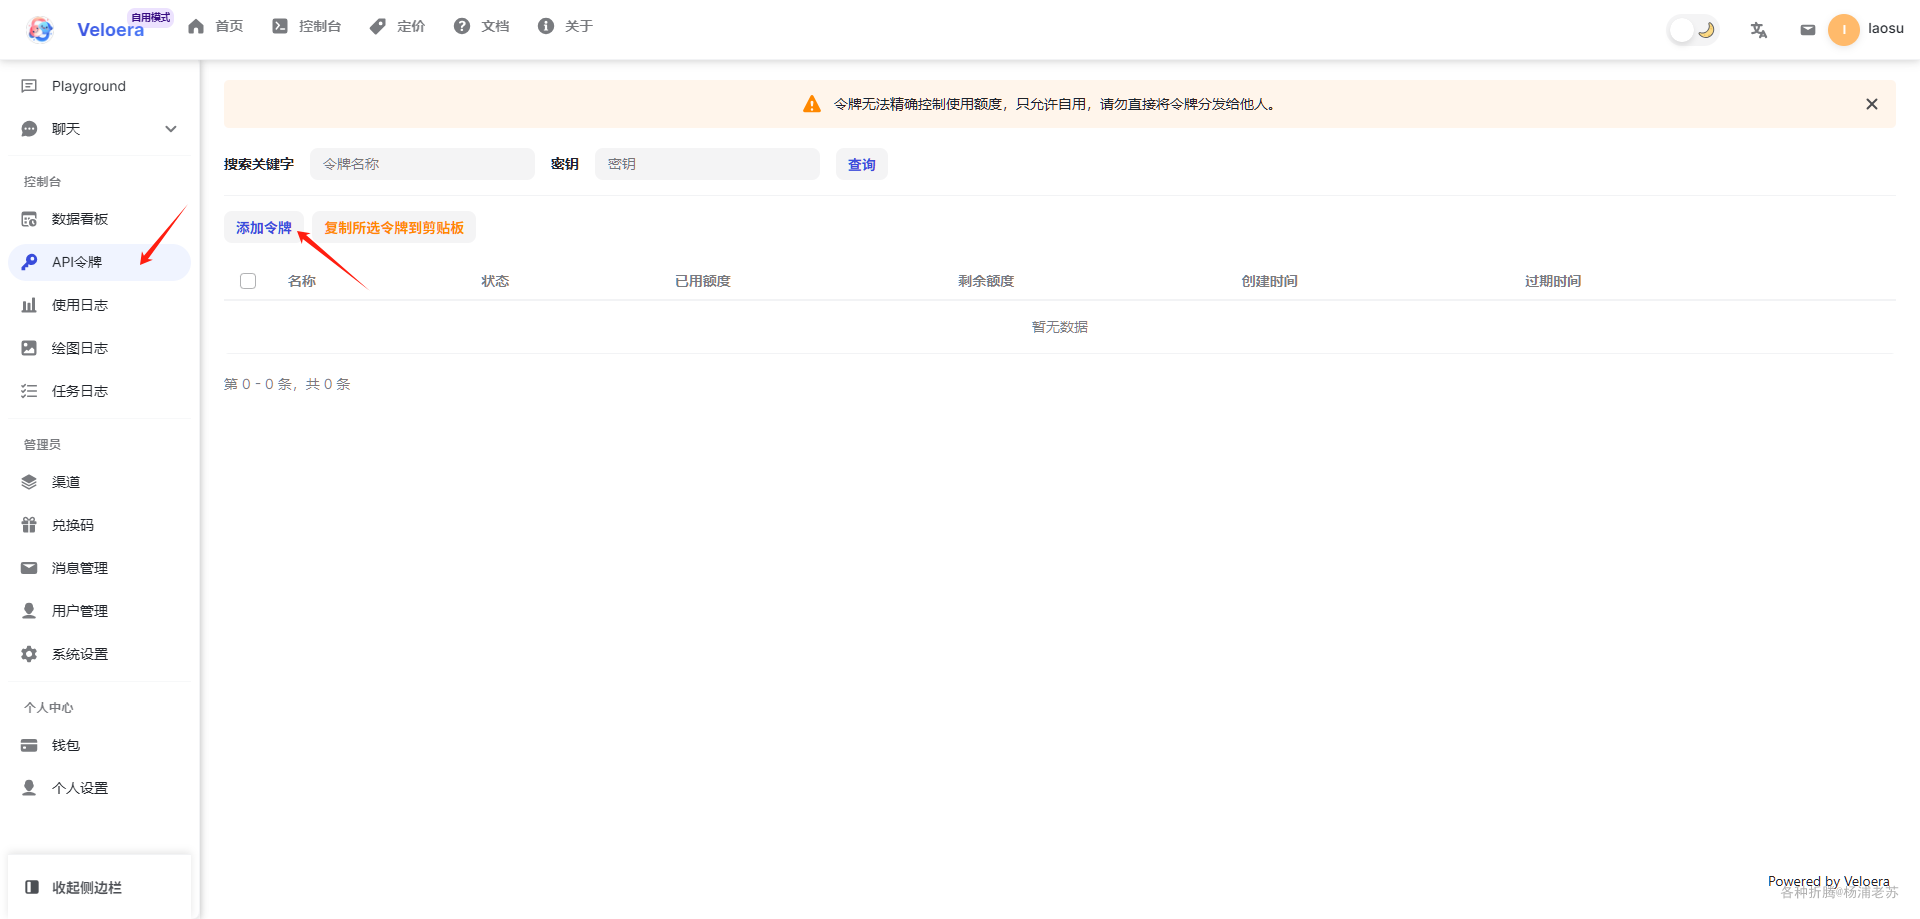 Veloera 自用模式 首页 控制台 定价 文档 关于 laosu
Playground
聊天
控制台
数据看板
API令牌
使用日志
绘图日志
任务日志
管理员
渠道
兑换码
消息管理
用户管理
系统设置
个人中心
钱包
个人设置
收起侧边栏
令牌无法精确控制使用额度，只允许自用，请勿直接将令牌分发给他人。
搜索关键字 令牌名称 密钥 密钥 查询
添加令牌 复制所选令牌到剪贴板
名称 状态 已用额度 剩余额度 创建时间 过期时间
暂无数据
第 0 - 0 条，共 0 条
Powered by Veloera
各种折腾@杨浦老苏